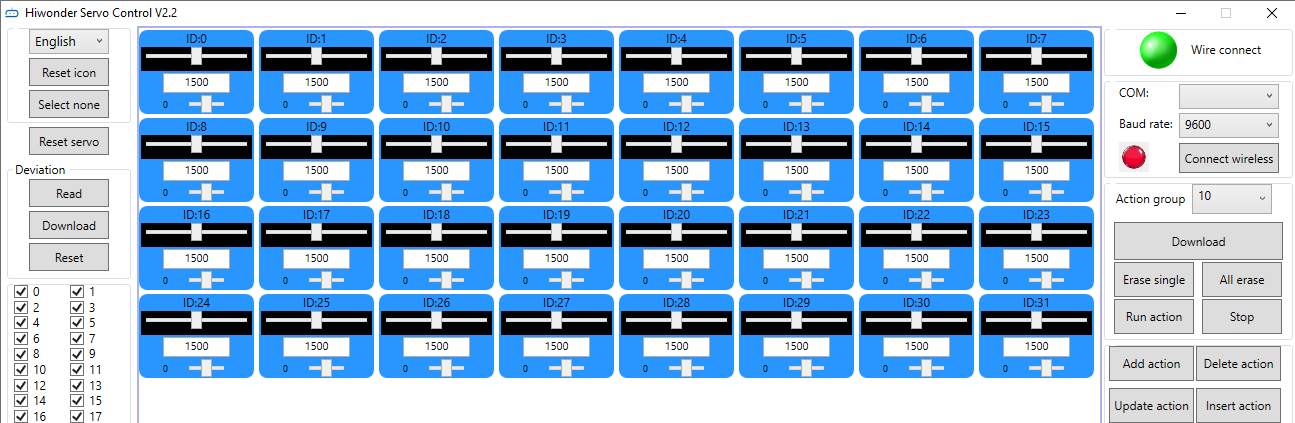 Hiwonder Servo Control V2.2
English
Reset icon
Select none
Reset servo
Deviation
Read
Download
Reset
0 1
2 3
4 5
6 7
8 9
10 11
12 13
14 15
16 17
ID:0 ID:1 ID:2 ID:3 ID:4 ID:5 ID:6 ID:7
1500 1500 1500 1500 1500 1500 1500 1500
0 0 0 0 0 0 0 0
ID:8 ID:9 ID:10 ID:11 ID:12 ID:13 ID:14 ID:15
1500 1500 1500 1500 1500 1500 1500 1500
0 0 0 0 0 0 0 0
ID:16 ID:17 ID:18 ID:19 ID:20 ID:21 ID:22 ID:23
1500 1500 1500 1500 1500 1500 1500 1500
0 0 0 0 0 0 0 0
ID:24 ID:25 ID:26 ID:27 ID:28 ID:29 ID:30 ID:31
1500 1500 1500 1500 1500 1500 1500 1500
0 0 0 0 0 0 0 0
Wire connect
COM:
Baud rate: 9600
Connect wireless
Action group 10
Download
Erase single All erase
Run action Stop
Add action Delete action
Update action Insert action